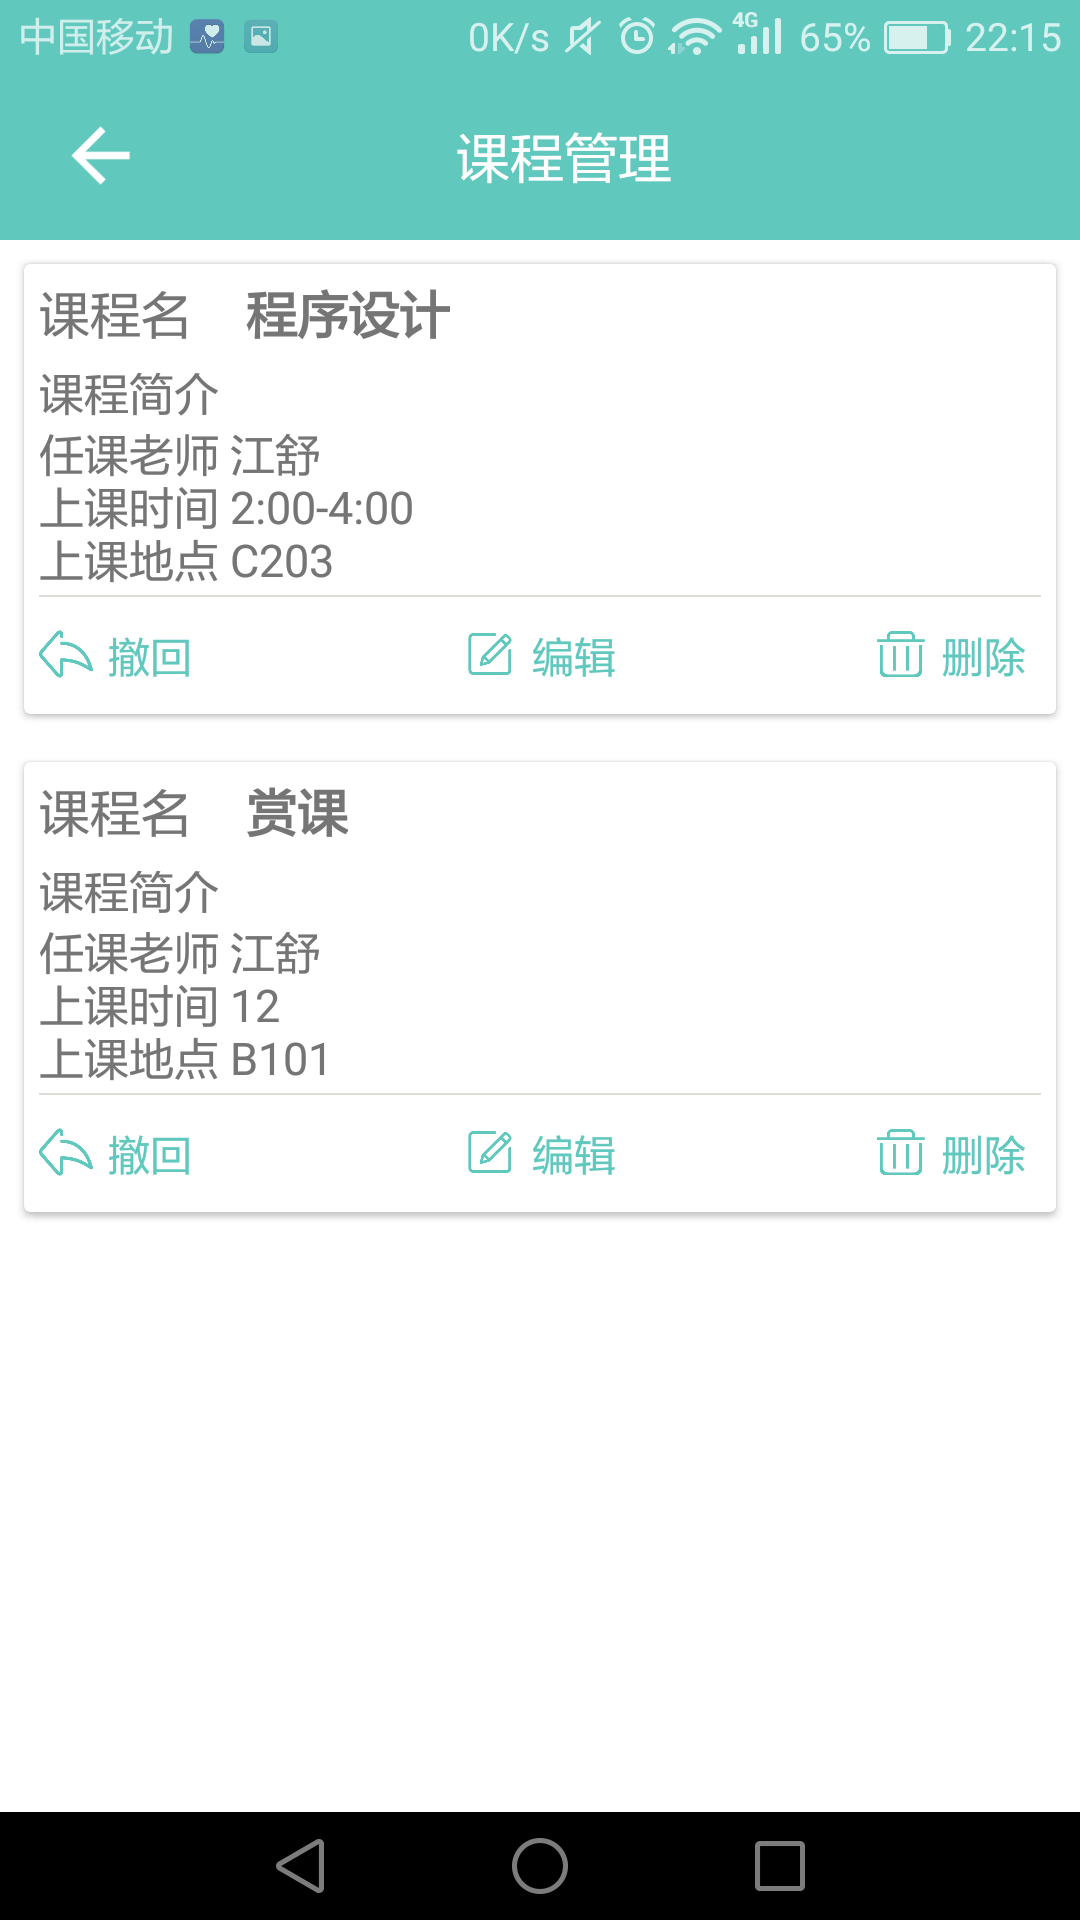 中国移动 0K/s 4G 65% 22:15
课程管理
课程名 程序设计
课程简介
任课老师 江舒
上课时间 2:00-4:00
上课地点 C203
撤回 编辑 删除
课程名 赏课
课程简介
任课老师 江舒
上课时间 12
上课地点 B101
撤回 编辑 删除